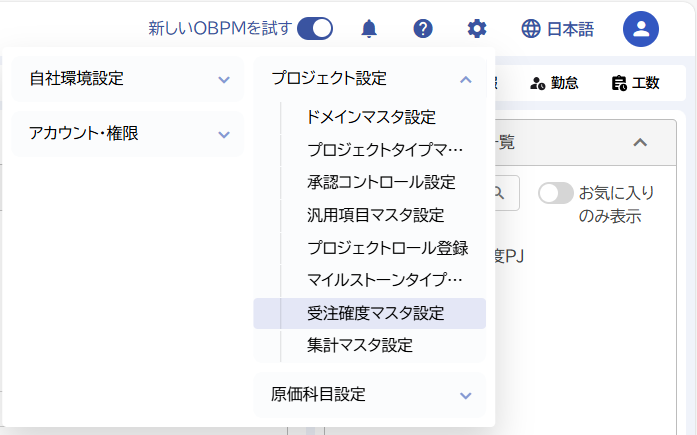 新しいOBPMを試す
日本語
自社環境設定
アカウント・権限
プロジェクト設定
ドメインマスタ設定
プロジェクトタイプマ…
承認コントロール設定
汎用項目マスタ設定
プロジェクトロール登録
マイルストーンタイプ…
受注確度マスタ設定
集計マスタ設定
原価科目設定
勤怠
工数
覧
お気に入り
のみ表示
度PJ